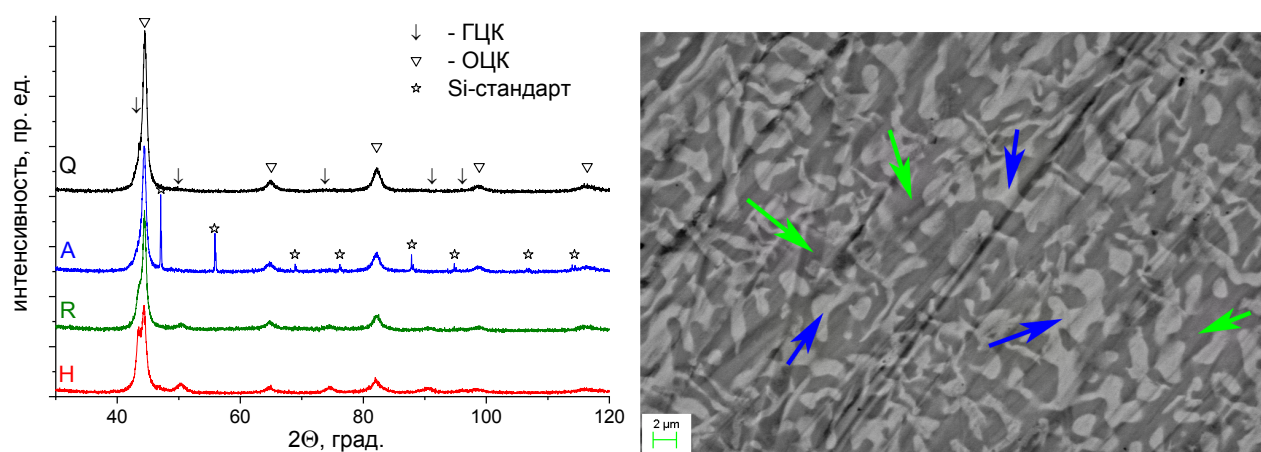 - ГЦК
- ОЦК
Si-стандарт
интенсивность, пр. ед.
Q
A
R
H
40 60 80 100 120
2Θ, град.
2 µm